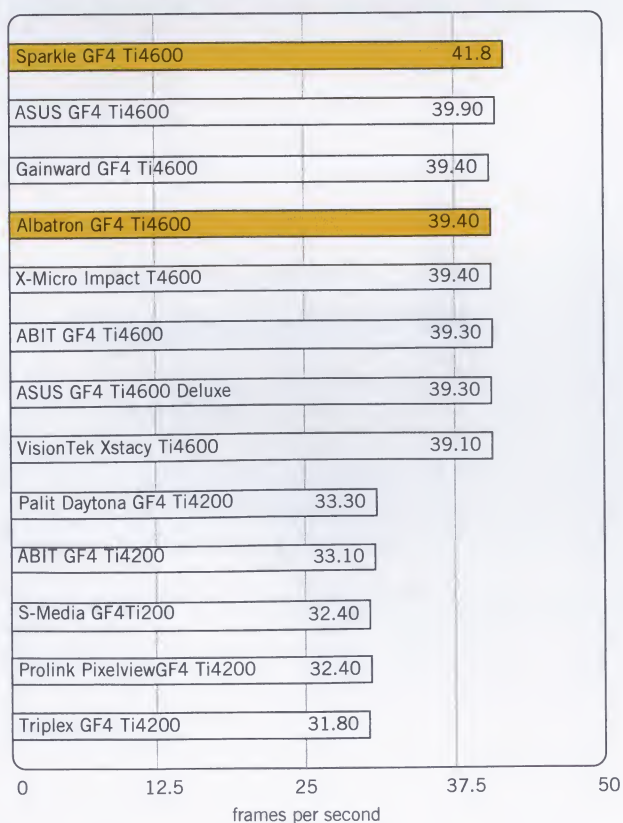 Sparkle GF4 Ti4600 41.8
ASUS GF4 Ti4600 39.90
Gainward GF4 Ti4600 39.40
Albatron GF4 Ti4600 39.40
X-Micro Impact T4600 39.40
ABIT GF4 Ti4600 39.30
ASUS GF4 Ti4600 Deluxe 39.30
VisionTek Xstacy Ti4600 39.10
Palit Daytona GF4 Ti4200 33.30
ABIT GF4 Ti4200 33.10
S-Media GF4Ti200 32.40
Prolink PixelviewGF4 Ti4200 32.40
Triplex GF4 Ti4200 31.80
0 12.5 25 37.5 50
frames per second